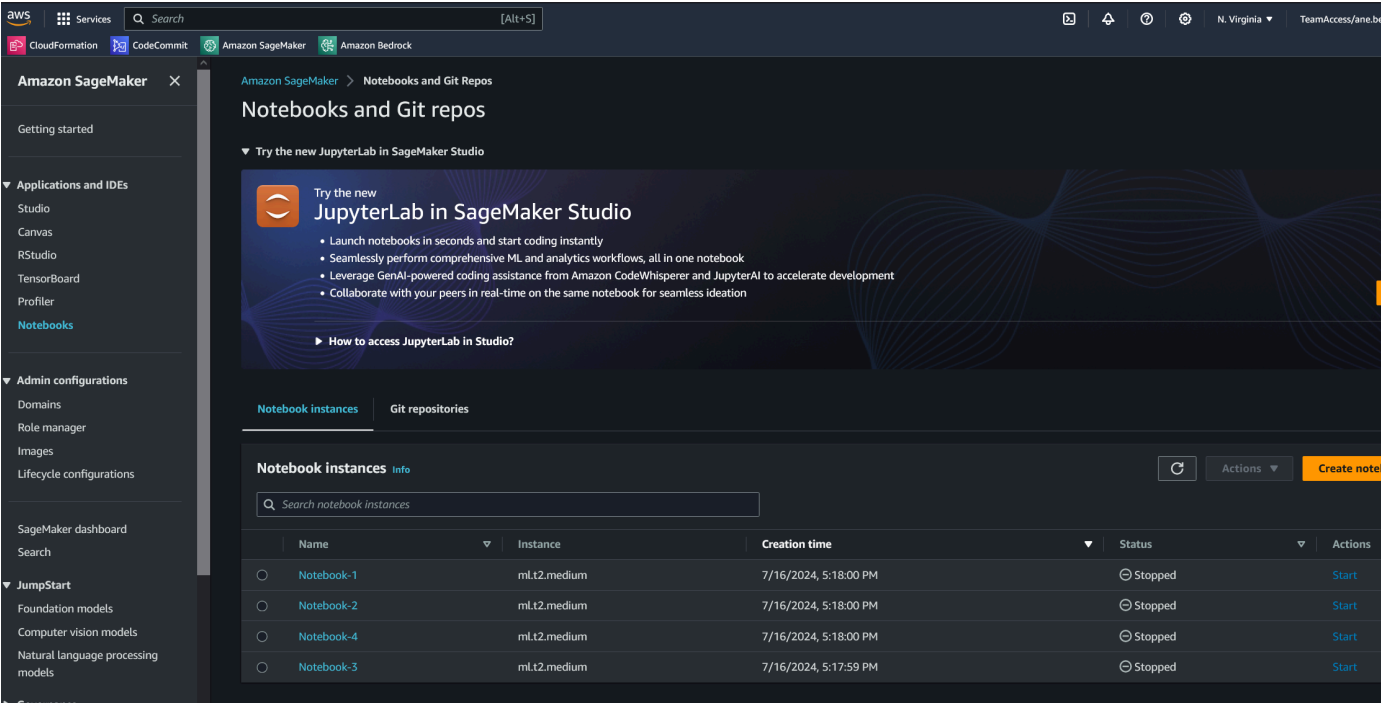 aws Services Search [Alt+S] N. Virginia TeamAccess/ane.be
CloudFormation CodeCommit Amazon SageMaker Amazon Bedrock
Amazon SageMaker
Getting started
Applications and IDEs
Studio
Canvas
RStudio
TensorBoard
Profiler
Notebooks
Admin configurations
Domains
Role manager
Images
Lifecycle configurations
SageMaker dashboard
Search
JumpStart
Foundation models
Computer vision models
Natural language processing
models
Amazon SageMaker > Notebooks and Git Repos
Notebooks and Git repos
Try the new JupyterLab in SageMaker Studio
Try the new
JupyterLab in SageMaker Studio
• Launch notebooks in seconds and start coding instantly
• Seamlessly perform comprehensive ML and analytics workflows, all in one notebook
• Leverage GenAI-powered coding assistance from Amazon CodeWhisperer and JupyterAI to accelerate development
• Collaborate with your peers in real-time on the same notebook for seamless ideation
How to access JupyterLab in Studio?
Notebook instances Git repositories
Notebook instances Info Actions Create note
Search notebook instances
Name Instance Creation time Status Actions
Notebook-1 ml.t2.medium 7/16/2024, 5:18:00 PM Stopped Start
Notebook-2 ml.t2.medium 7/16/2024, 5:18:00 PM Stopped Start
Notebook-4 ml.t2.medium 7/16/2024, 5:18:00 PM Stopped Start
Notebook-3 ml.t2.medium 7/16/2024, 5:17:59 PM Stopped Start